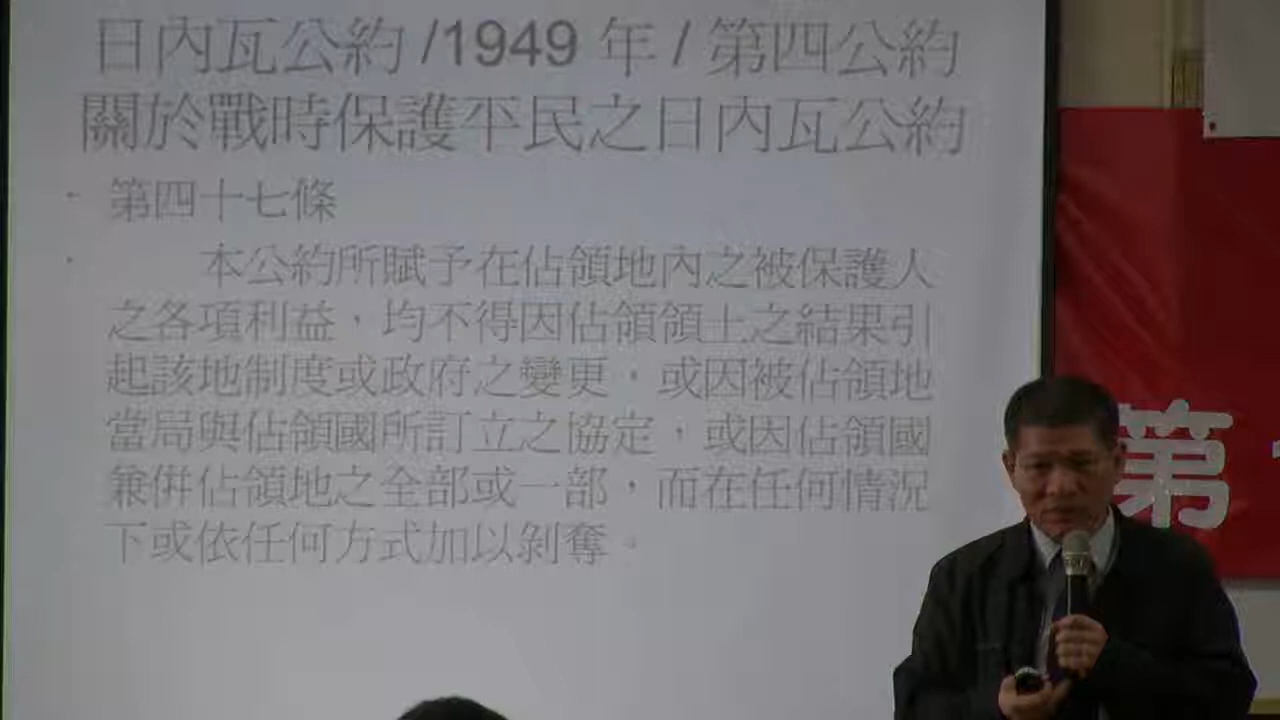 日內瓦公約 /1949 年 / 第四公約
關於戰時保護平民之日內瓦公約
· 第四十七條
· 本公約所賦予在佔領地內之被保護人
之各項利益，均不得因佔領領土之結果引
起該地制度或政府之變更，或因被佔領地
當局與佔領國所訂立之協定，或因佔領國
兼併佔領地之全部或一部，而在任何情況
下或依任何方式加以剝奪。
第